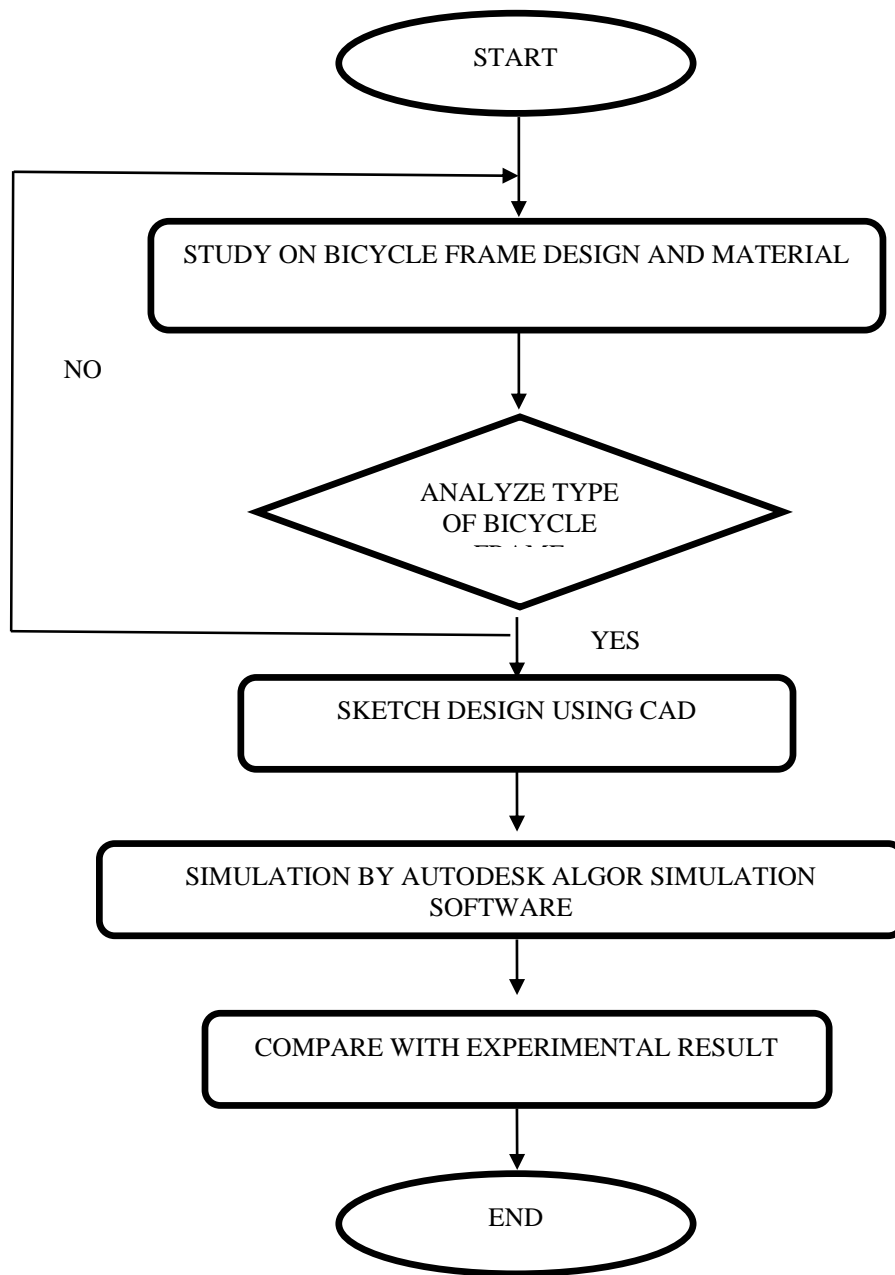 START
STUDY ON BICYCLE FRAME DESIGN AND MATERIAL
NO
ANALYZE TYPE
OF BICYCLE
YES
SKETCH DESIGN USING CAD
SIMULATION BY AUTODESK ALGOR SIMULATION
SOFTWARE
COMPARE WITH EXPERIMENTAL RESULT
END